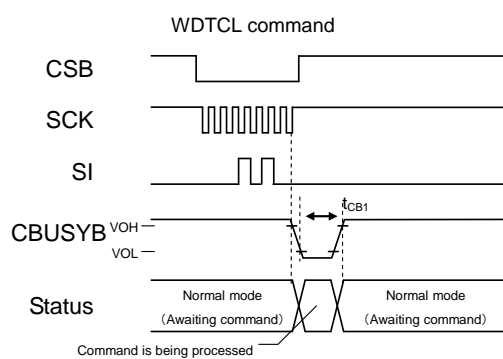 WDTCL command
CSB
SCK
SI
tCB1
CBUSYB
VOH
VOL
Status
Normal mode
（Awaiting command）
Normal mode
（Awaiting command）
Command is being processed